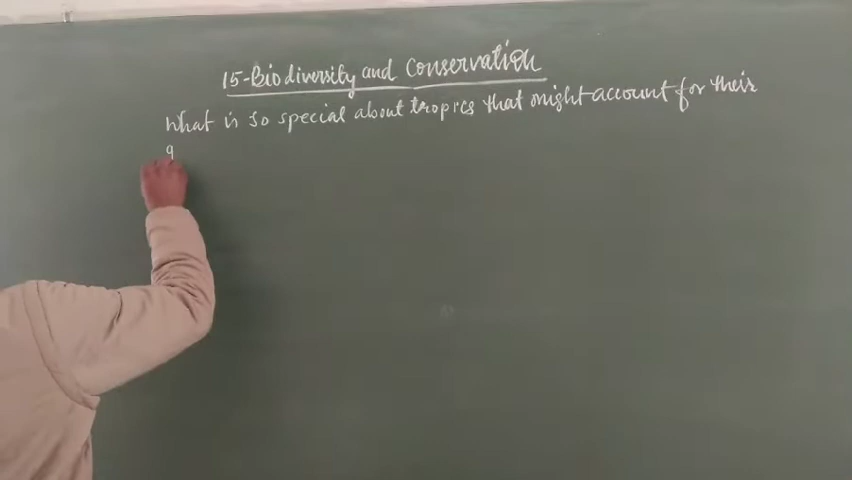 15-Biodiversity and Conservation
What is so special about tropics that might account for their
g